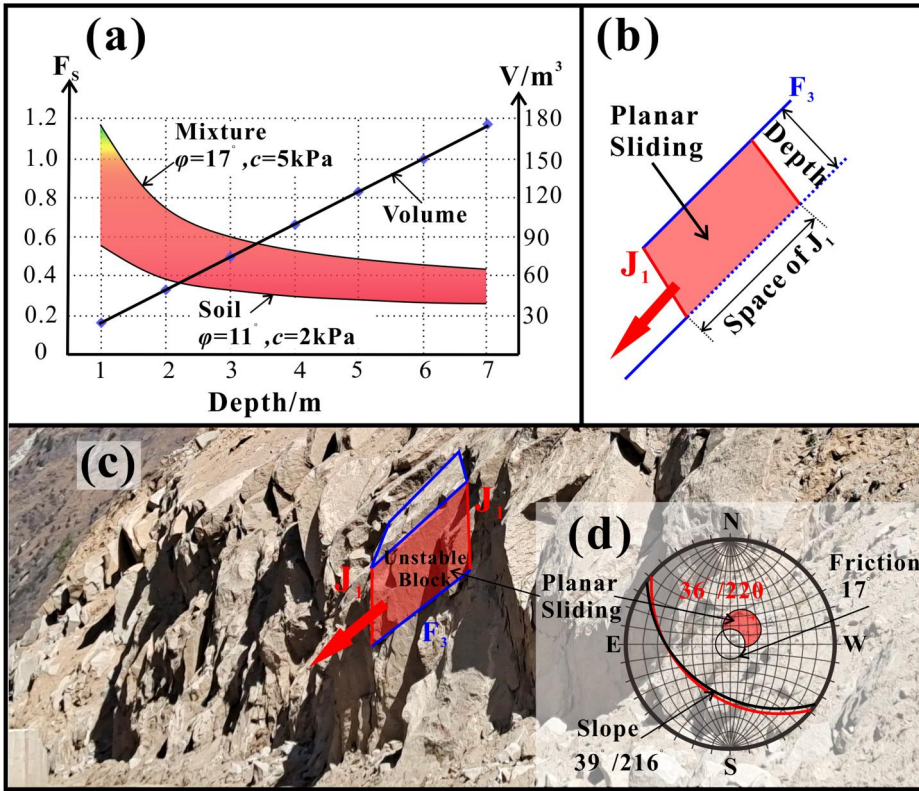 (a)
Fs
V/m³
1.2
1.0
0.8
0.6
0.4
0.2
0
180
150
120
90
60
30
Mixture
φ=17°,c=5kPa
Volume
Soil
φ=11°,c=2kPa
1 2 3 4 5 6 7
Depth/m
(b)
F3
Planar
Sliding
Depth
J1
Space of J1
(c)
J1
Unstable
Block
J1
F3
(d)
N
Friction
17°
Planar
Sliding
36°/220°
E
W
Slope
39°/216°
S